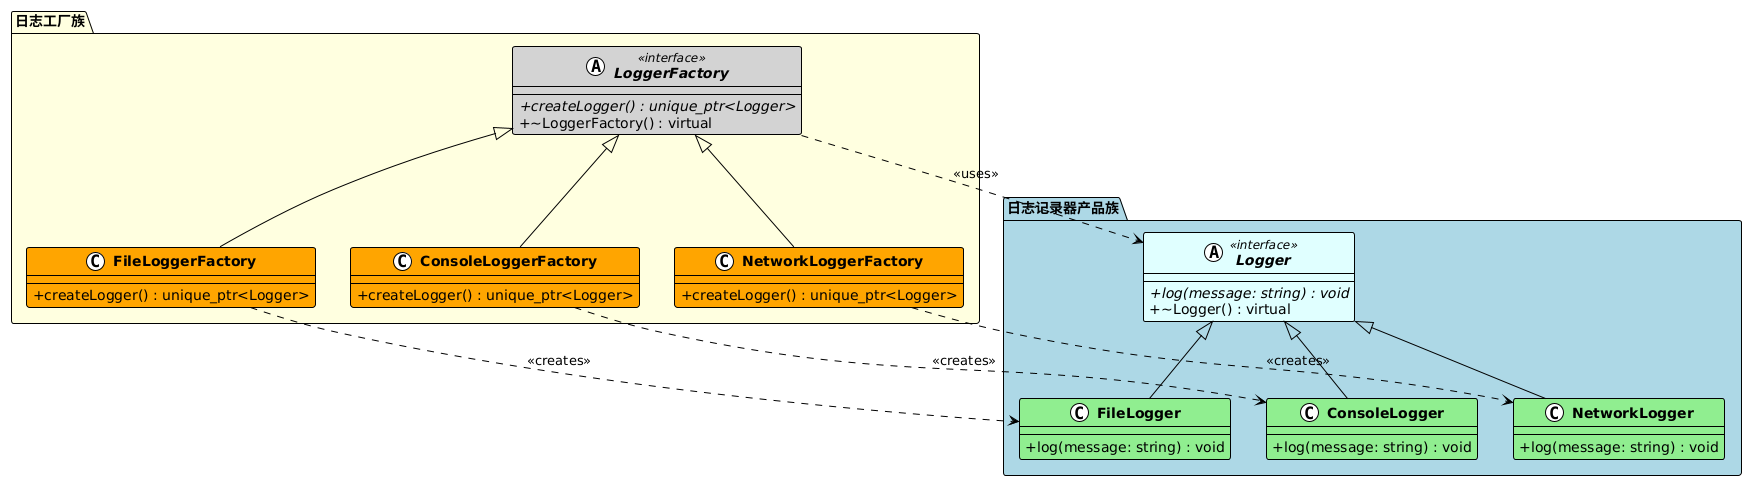 日志工厂族
A
«interface»
LoggerFactory
+createLogger() : unique_ptr<Logger>
+~LoggerFactory() : virtual
«uses»
日志记录器产品族
A
«interface»
Logger
+log(message: string) : void
+~Logger() : virtual
C FileLoggerFactory
+createLogger() : unique_ptr<Logger>
C ConsoleLoggerFactory
+createLogger() : unique_ptr<Logger>
C NetworkLoggerFactory
+createLogger() : unique_ptr<Logger>
«creates»
«creates»
«creates»
C FileLogger
+log(message: string) : void
C ConsoleLogger
+log(message: string) : void
C NetworkLogger
+log(message: string) : void